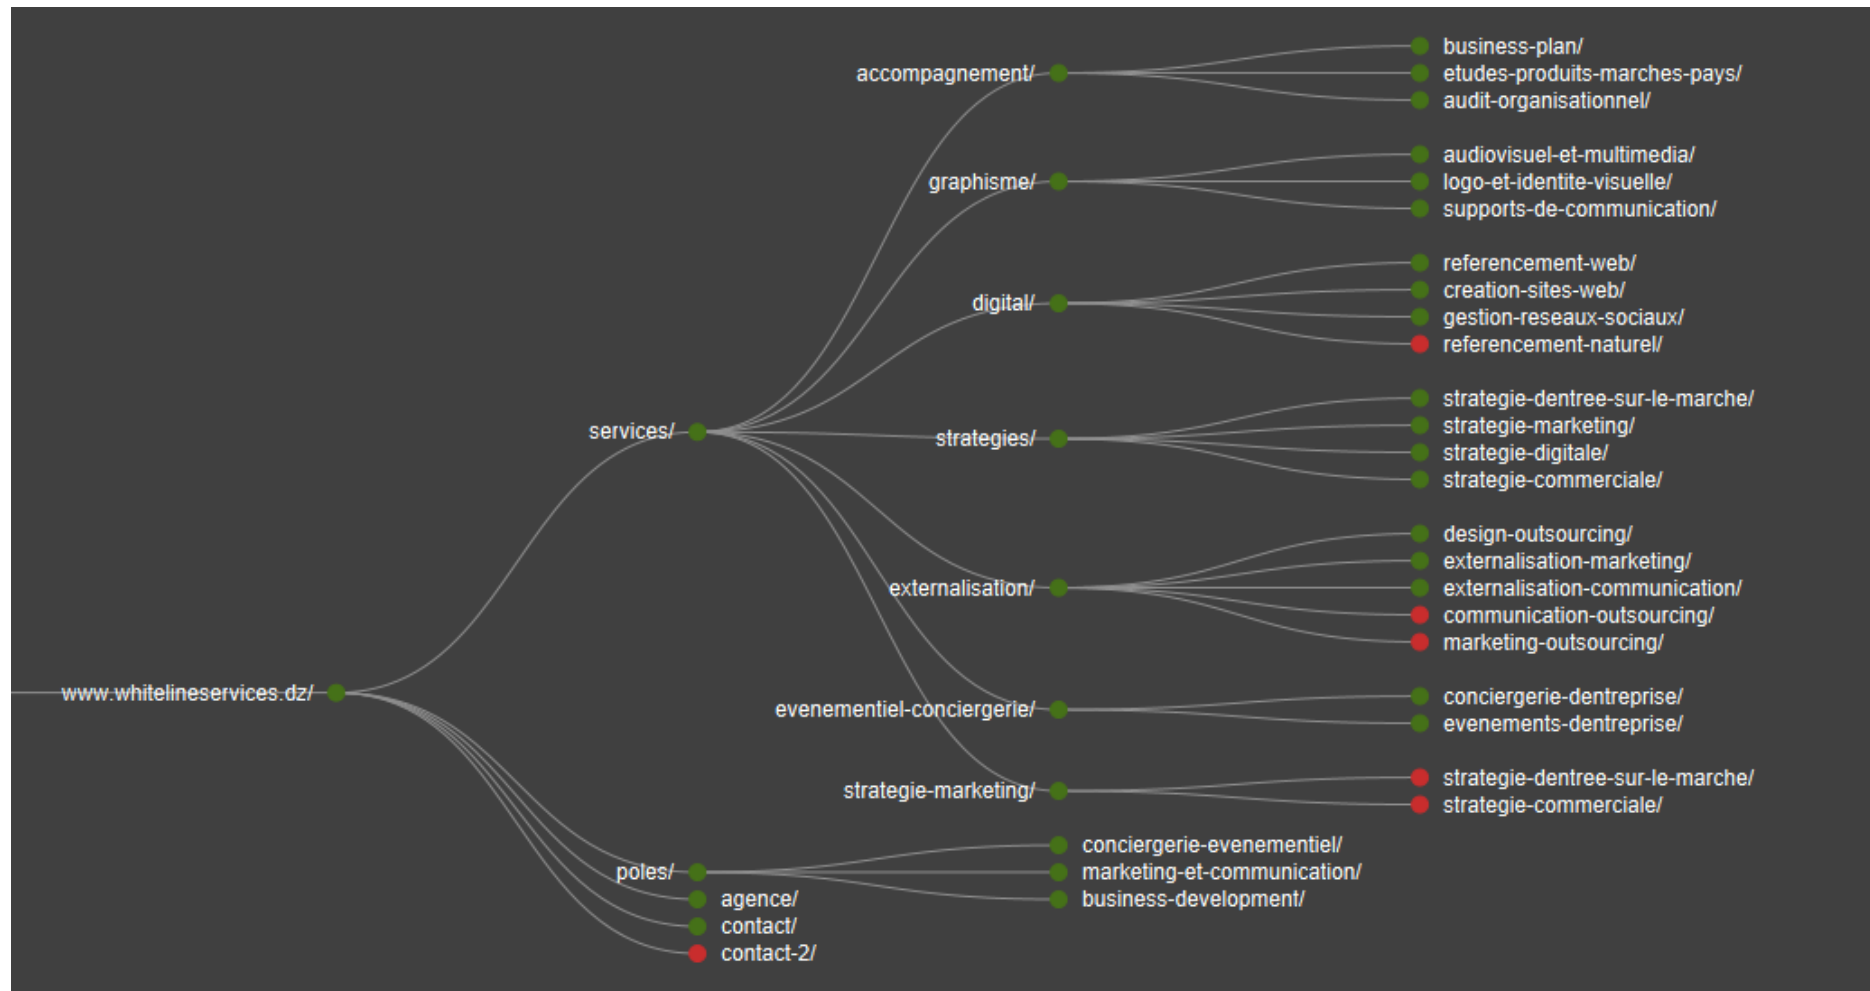 www.whitelineservices.dz/
services/
accompagnement/
business-plan/
etudes-produits-marches-pays/
audit-organisationnel/
graphisme/
audiovisuel-et-multimedia/
logo-et-identite-visuelle/
supports-de-communication/
digital/
referencement-web/
creation-sites-web/
gestion-reseaux-sociaux/
referencement-naturel/
strategies/
strategie-dentree-sur-le-marche/
strategie-marketing/
strategie-digitale/
strategie-commerciale/
externalisation/
design-outsourcing/
externalisation-marketing/
externalisation-communication/
communication-outsourcing/
marketing-outsourcing/
evenementiel-conciergerie/
conciergerie-dentreprise/
evenements-dentreprise/
strategie-marketing/
strategie-dentree-sur-le-marche/
strategie-commerciale/
poles/
conciergerie-evenementiel/
marketing-et-communication/
business-development/
agence/
contact/
contact-2/